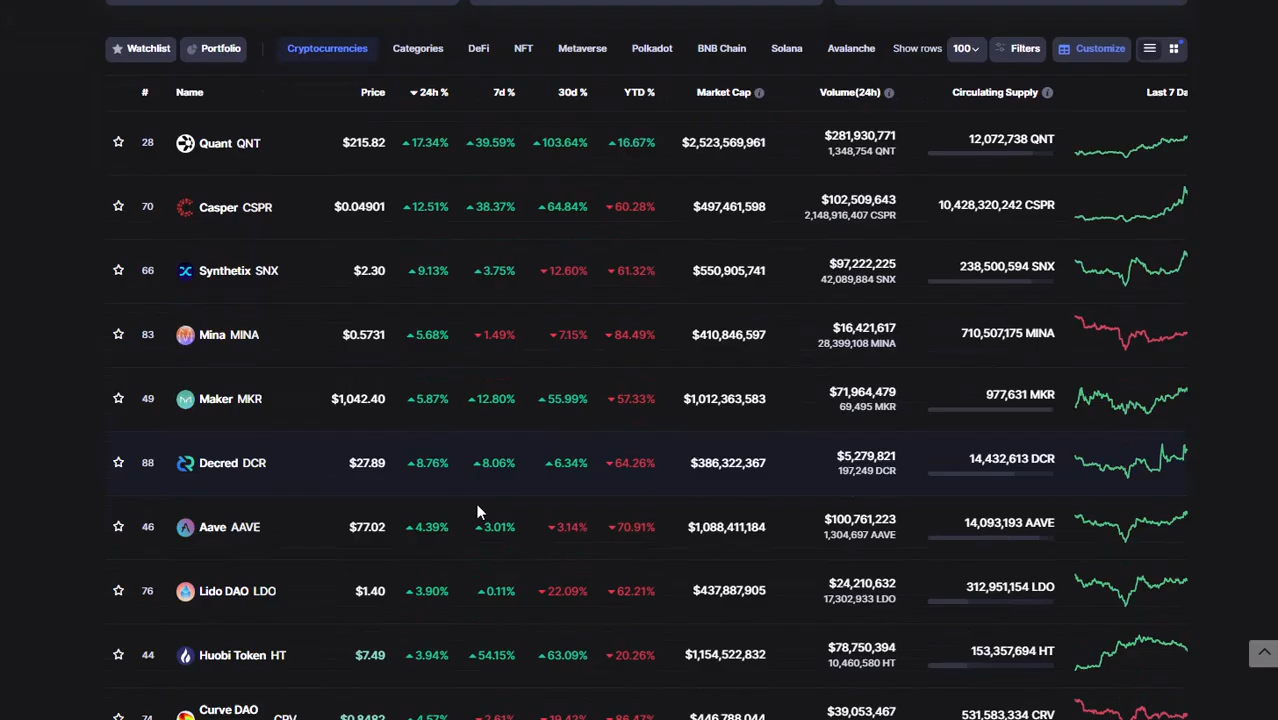 Watchlist Portfolio Cryptocurrencies Categories DeFi NFT Metaverse Polkadot BNB Chain Solana Avalanche Show rows 100 Filters Customize
# Name Price 24h % 7d % 30d % YTD % Market Cap Volume(24h) Circulating Supply Last 7 Da
28 Quant QNT $215.82 17.34% 39.59% 103.64% 16.67% $2,523,569,961 $281,930,771 12,072,738 QNT
1,348,754 QNT
70 Casper CSPR $0.04901 12.51% 38.37% 64.84% 60.28% $497,461,598 $102,509,643 10,428,320,242 CSPR
2,148,916,407 CSPR
66 Synthetix SNX $2.30 9.13% 3.75% 12.60% 61.32% $550,905,741 $97,222,225 238,500,594 SNX
42,089,884 SNX
83 Mina MINA $0.5731 5.68% 1.49% 7.15% 84.49% $410,846,597 $16,421,617 710,507,175 MINA
28,399,108 MINA
49 Maker MKR $1,042.40 5.87% 12.80% 55.99% 57.33% $1,012,363,583 $71,964,479 977,631 MKR
69,495 MKR
88 Decred DCR $27.89 8.76% 8.06% 6.34% 64.26% $386,322,367 $5,279,821 14,432,613 DCR
197,249 DCR
46 Aave AAVE $77.02 4.39% 3.01% 3.14% 70.91% $1,088,411,184 $100,761,223 14,093,193 AAVE
1,304,697 AAVE
76 Lido DAO LDO $1.40 3.90% 0.11% 22.09% 62.21% $437,887,905 $24,210,632 312,951,154 LDO
17,302,933 LDO
44 Huobi Token HT $7.49 3.94% 54.15% 63.09% 20.26% $1,154,522,832 $78,750,394 153,357,694 HT
10,460,580 HT
Curve DAO CRV $0.8482 4.57% 2.61% 19.42% 86.47% $446,788,044 $39,053,467 531,583,334 CRV